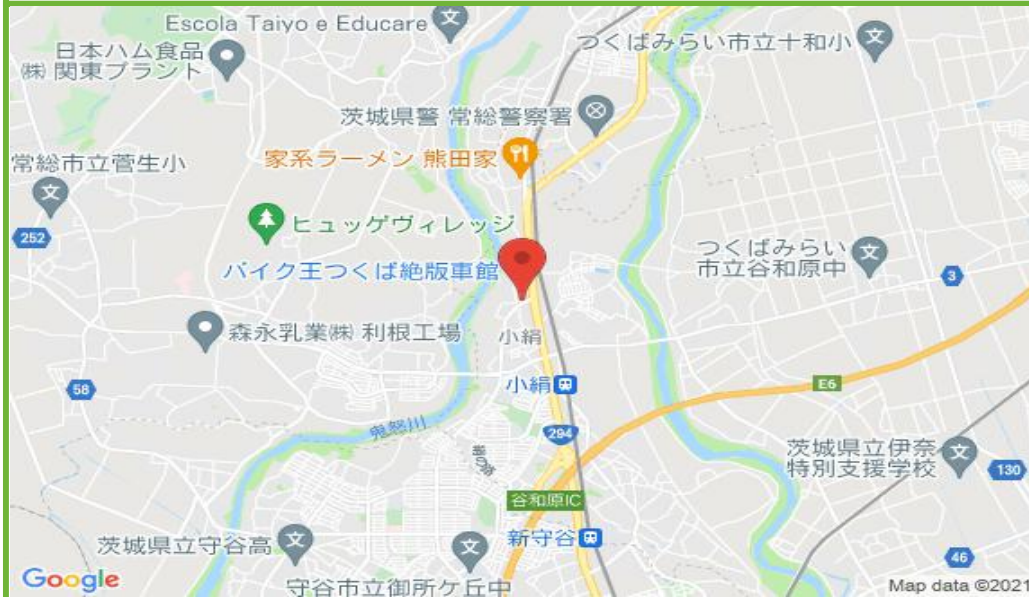 Escola Taiyo e Educare
日本ハム食品
㈱ 関東プラント
つくばみらい市立十和小
茨城県警 常総警察署
家系ラーメン 熊田家
常総市立菅生小
252
ヒュッゲヴィレッジ
つくばみらい
市立谷和原中
バイク王つくば絶版車館
3
森永乳業㈱ 利根工場
小絹
小絹
58
E6
鬼怒川
294
茨城県立伊奈
特別支援学校
130
谷和原IC
新守谷
茨城県立守谷高
46
守谷市立御所ケ丘中
Google
Map data ©2021